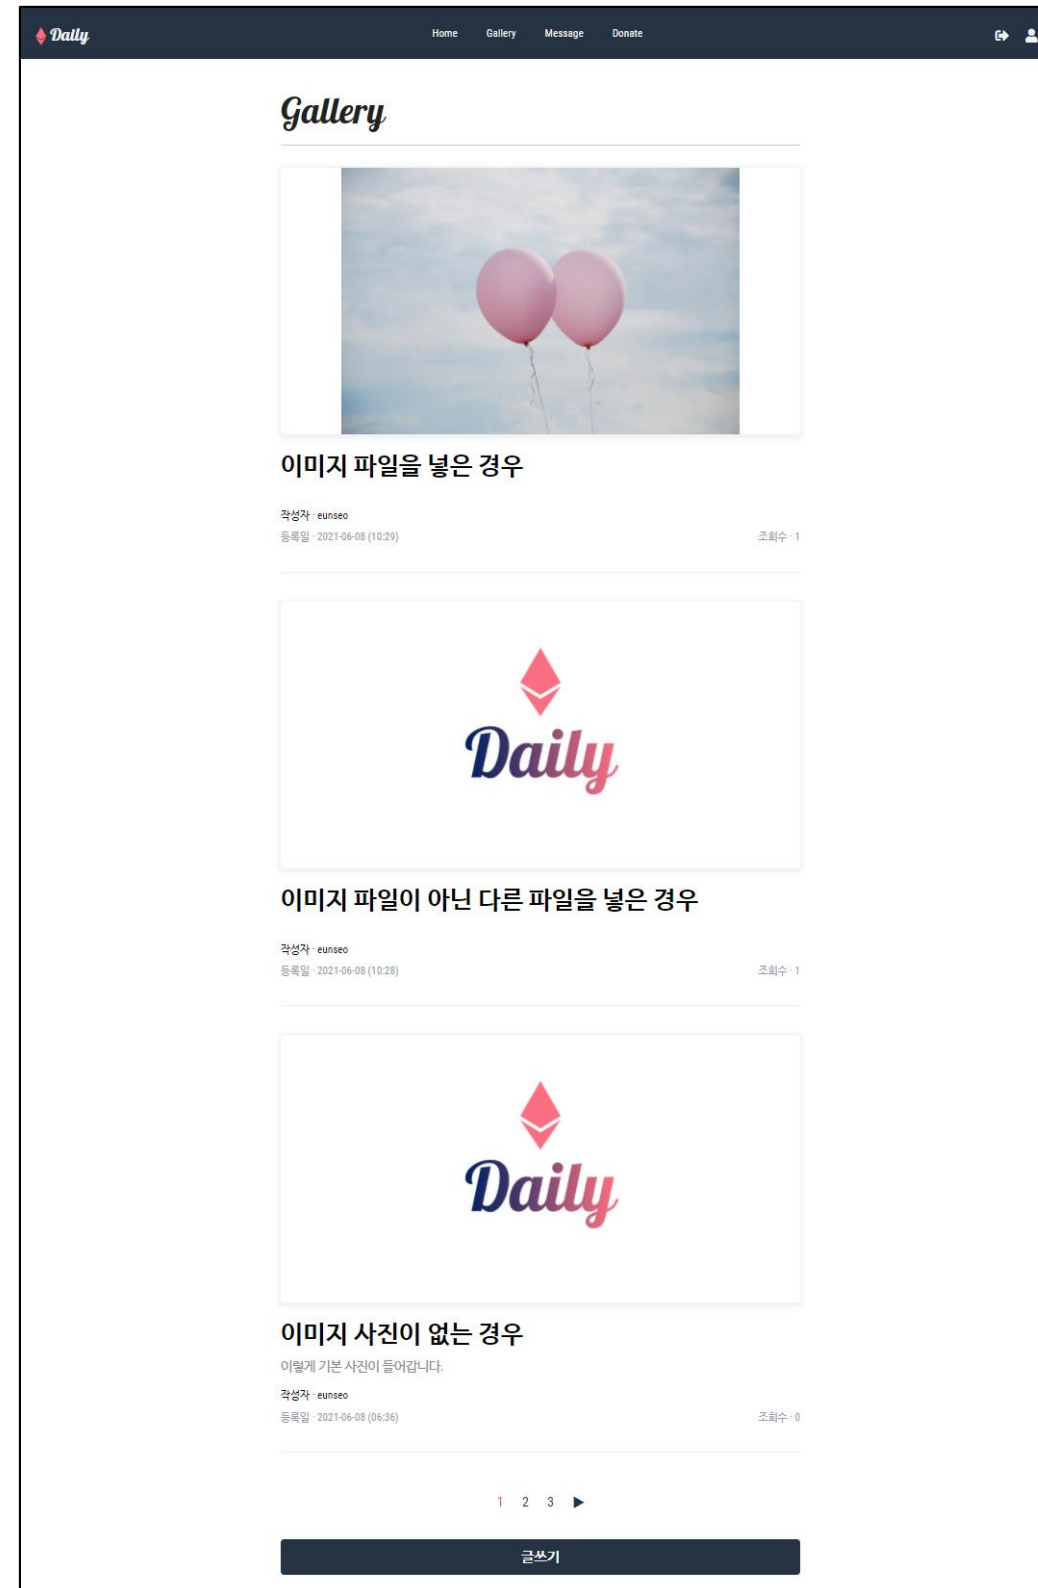 Daily
Home Gallery Message Donate
Gallery
이미지 파일을 넣은 경우
작성자 · eunseo
등록일 · 2021-06-08 (10:29) 조회수 · 1
Daily
이미지 파일이 아닌 다른 파일을 넣은 경우
작성자 · eunseo
등록일 · 2021-06-08 (10:28) 조회수 · 1
Daily
이미지 사진이 없는 경우
이렇게 기본 사진이 들어갑니다.
작성자 · eunseo
등록일 · 2021-06-08 (06:36) 조회수 · 0
1 2 3 ▶
글쓰기